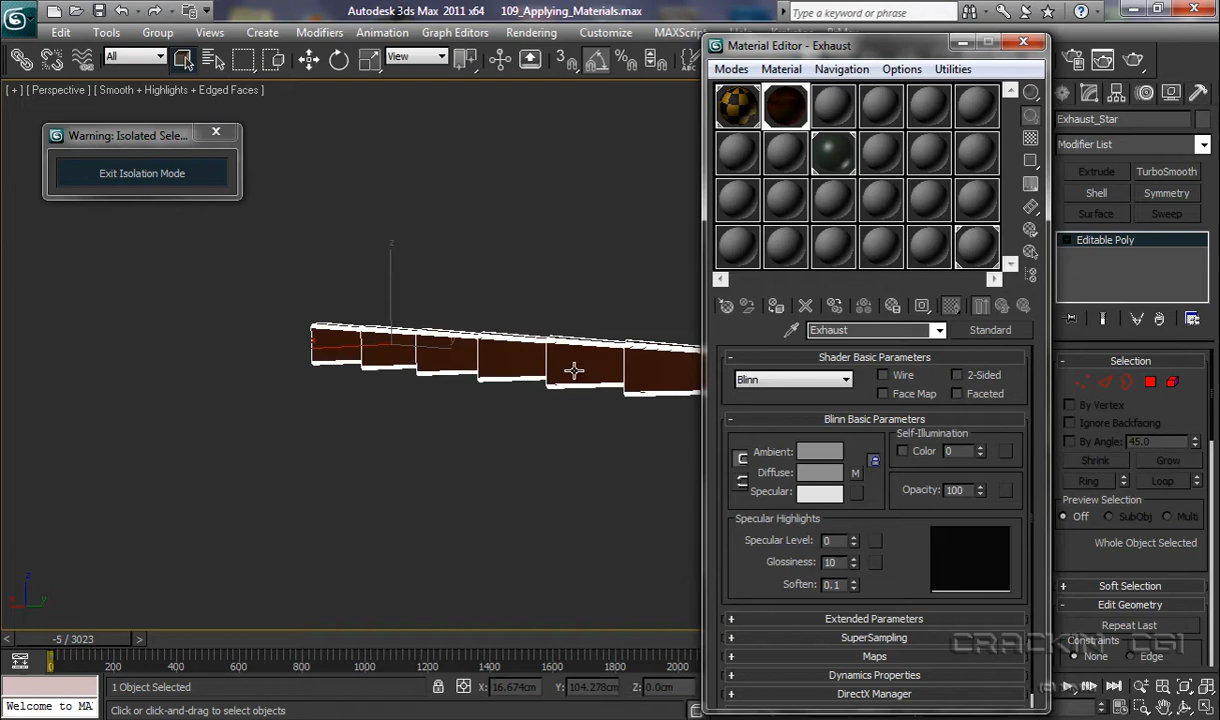 Autodesk 3ds Max 2011 x64 109_Applying_Materials.max
Type a keyword or phrase
Edit Tools Group Views Create Modifiers Animation Graph Editors Rendering Customize MAXScript
Material Editor - Exhaust
All
View
Modes Material Navigation Options Utilities
[ + ] [ Perspective ] [ Smooth + Highlights + Edged Faces ]
Warning: Isolated Sele...
Exit Isolation Mode
Exhaust_Star
Modifier List
Extrude TurboSmooth
Shell Symmetry
Surface Sweep
Editable Poly
z
Exhaust
Standard
Shader Basic Parameters
Blinn
Wire 2-Sided
Face Map Faceted
Blinn Basic Parameters
Self-Illumination
Ambient:
Color 0
Diffuse: M
Specular:
Opacity: 100
Specular Highlights
Specular Level: 0
Glossiness: 10
Soften: 0.1
Extended Parameters
SuperSampling
Maps
Dynamics Properties
DirectX Manager
Selection
By Vertex
Ignore Backfacing
By Angle: 45.0
Shrink Grow
Ring Loop
Preview Selection
Off SubObj Multi
Whole Object Selected
Soft Selection
Edit Geometry
Repeat Last
Constraints
None Edge
CRACKIN CGI
z
x
y
-5 / 3023
0 200 400 600 800 1000 1200 1400 1600 1800 2000
1 Object Selected
X: 16.674cm Y: 104.278cm Z: 0.0cm
Welcome to MA
Click or click-and-drag to select objects